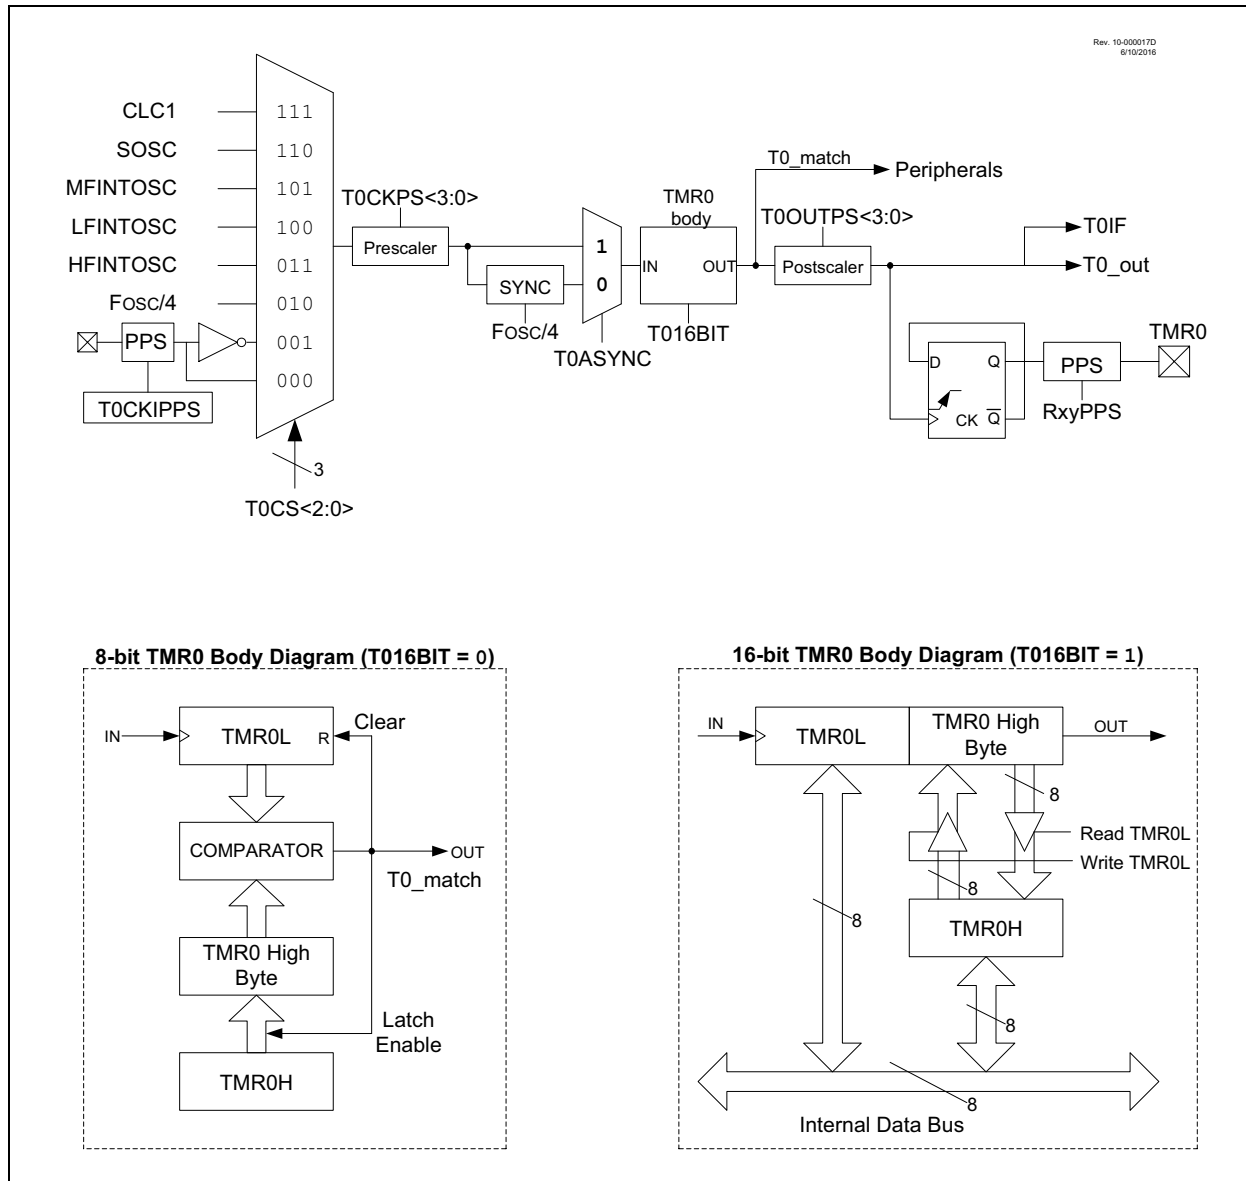 Rev. 10-000017D
6/10/2016
CLC1
111
SOSC
110
MFINTOSC
101
LFINTOSC
100
HFINTOSC
011
FOSC/4
010
PPS
001
000
T0CKIPPS
3
T0CS<2:0>
T0CKPS<3:0>
Prescaler
SYNC
FOSC/4
1
0
T0ASYNC
TMR0
body
IN
OUT
T016BIT
T0_match
Peripherals
T0OUTPS<3:0>
Postscaler
T0IF
T0_out
D
Q
CK
Q
PPS
RxyPPS
TMR0
8-bit TMR0 Body Diagram (T016BIT = 0)
IN
TMR0L
R
Clear
COMPARATOR
OUT
T0_match
TMR0 High
Byte
Latch
Enable
TMR0H
16-bit TMR0 Body Diagram (T016BIT = 1)
IN
TMR0L
TMR0 High
Byte
OUT
8
Read TMR0L
Write TMR0L
8
8
TMR0H
8
8
Internal Data Bus